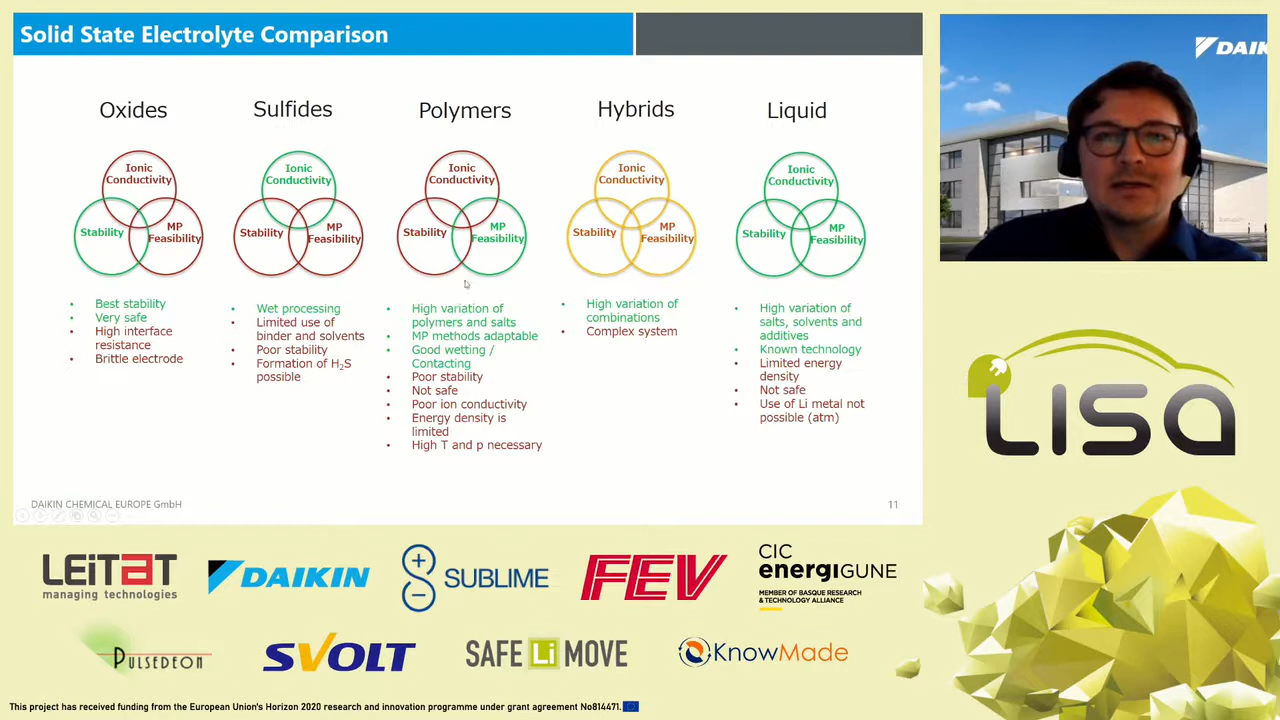 Solid State Electrolyte Comparison
Oxides
Ionic
Conductivity
Stability
MP
Feasibility
• Best stability
• Very safe
• High interface
resistance
• Brittle electrode
Sulfides
Ionic
Conductivity
Stability
MP
Feasibility
• Wet processing
• Limited use of
binder and solvents
• Poor stability
• Formation of H₂S
possible
Polymers
Ionic
Conductivity
Stability
MP
Feasibility
• High variation of
polymers and salts
• MP methods adaptable
• Good wetting /
Contacting
• Poor stability
• Not safe
• Poor ion conductivity
• Energy density is
limited
• High T and p necessary
Hybrids
Ionic
Conductivity
Stability
MP
Feasibility
• High variation of
combinations
• Complex system
Liquid
Ionic
Conductivity
Stability
MP
Feasibility
• High variation of
salts, solvents and
additives
• Known technology
• Limited energy
density
• Not safe
• Use of Li metal not
possible (atm)
DAIKIN CHEMICAL EUROPE GmbH
11
DAIK
LISA
LEITAT
managing technologies
DAIKIN
SUBLIME
FEV
CIC
energiGUNE
MEMBER OF BASQUE RESEARCH
& TECHNOLOGY ALLIANCE
PULSEDEON
SVOLT
SAFE Li MOVE
KnowMade
This project has received funding from the European Union's Horizon 2020 research and innovation programme under grant agreement No814471.